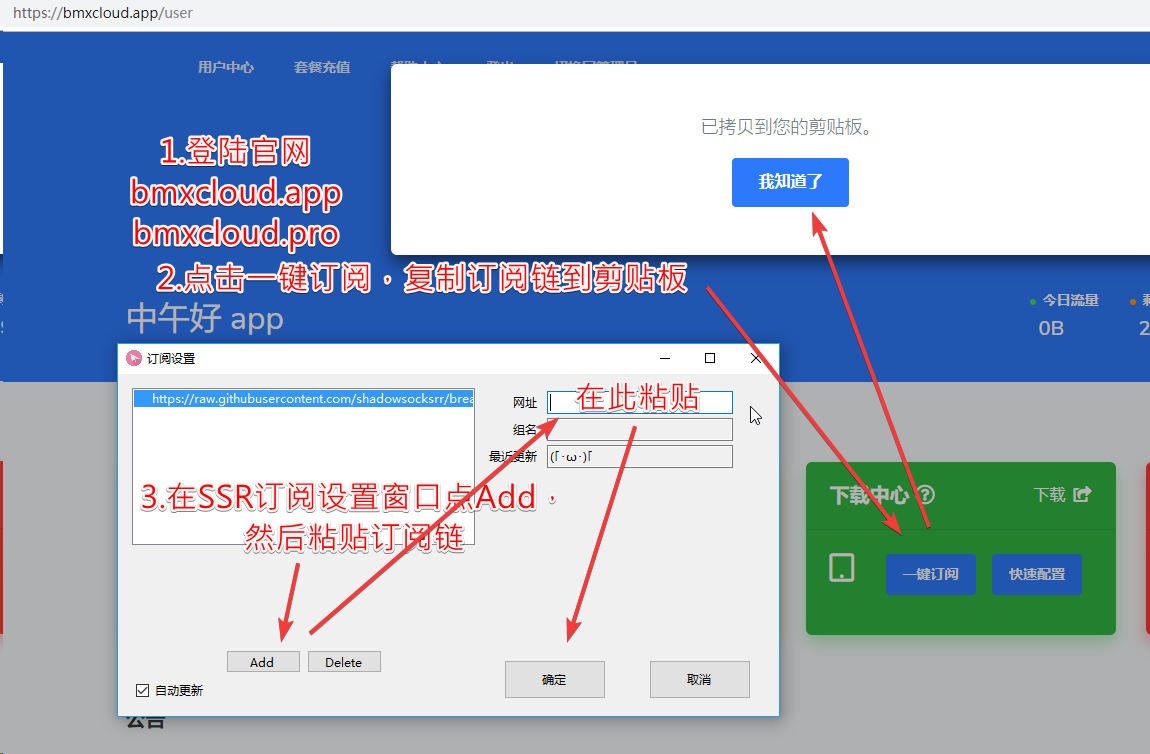 https://bmxcloud.app/user
用户中心 套餐充值
已拷贝到您的剪贴板。
我知道了
1.登陆官网
bmxcloud.app
bmxcloud.pro
2.点击一键订阅，复制订阅链到剪贴板
中午好 app
今日流量
0B
订阅设置
https://raw.githubusercontent.com/shadowsocksrr/brea
网址
在此粘贴
组名
最近更新 (｢･ω･)｢
3.在SSR订阅设置窗口点Add，
然后粘贴订阅链
下载中心 下载
一键订阅 快速配置
Add Delete
确定 取消
自动更新
公告